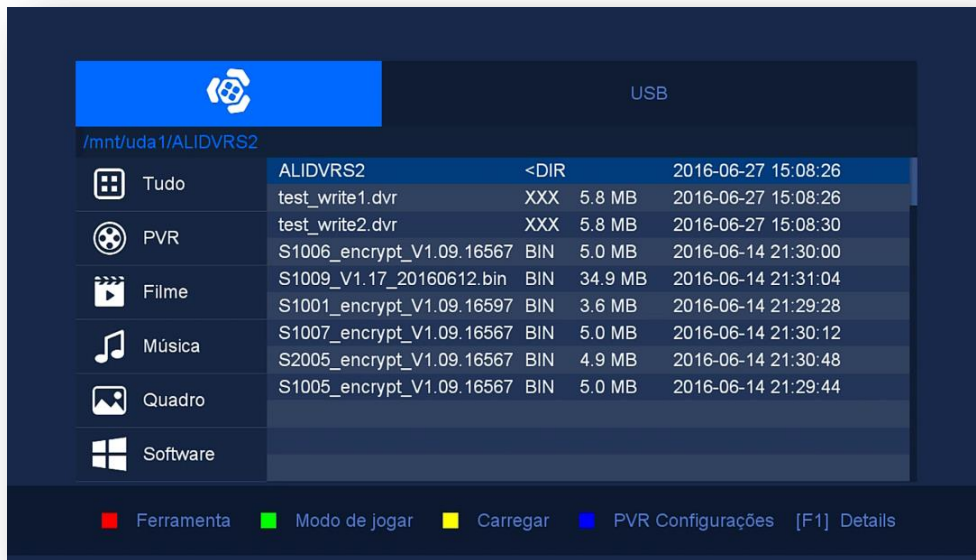 USB
/mnt/uda1/ALIDVRS2
Tudo
PVR
Filme
Música
Quadro
Software
ALIDVRS2 <DIR 2016-06-27 15:08:26
test_write1.dvr XXX 5.8 MB 2016-06-27 15:08:26
test_write2.dvr XXX 5.8 MB 2016-06-27 15:08:30
S1006_encrypt_V1.09.16567 BIN 5.0 MB 2016-06-14 21:30:00
S1009_V1.17_20160612.bin BIN 34.9 MB 2016-06-14 21:31:04
S1001_encrypt_V1.09.16597 BIN 3.6 MB 2016-06-14 21:29:28
S1007_encrypt_V1.09.16567 BIN 5.0 MB 2016-06-14 21:30:12
S2005_encrypt_V1.09.16567 BIN 4.9 MB 2016-06-14 21:30:48
S1005_encrypt_V1.09.16567 BIN 5.0 MB 2016-06-14 21:29:44
Ferramenta Modo de jogar Carregar PVR Configurações [F1] Details